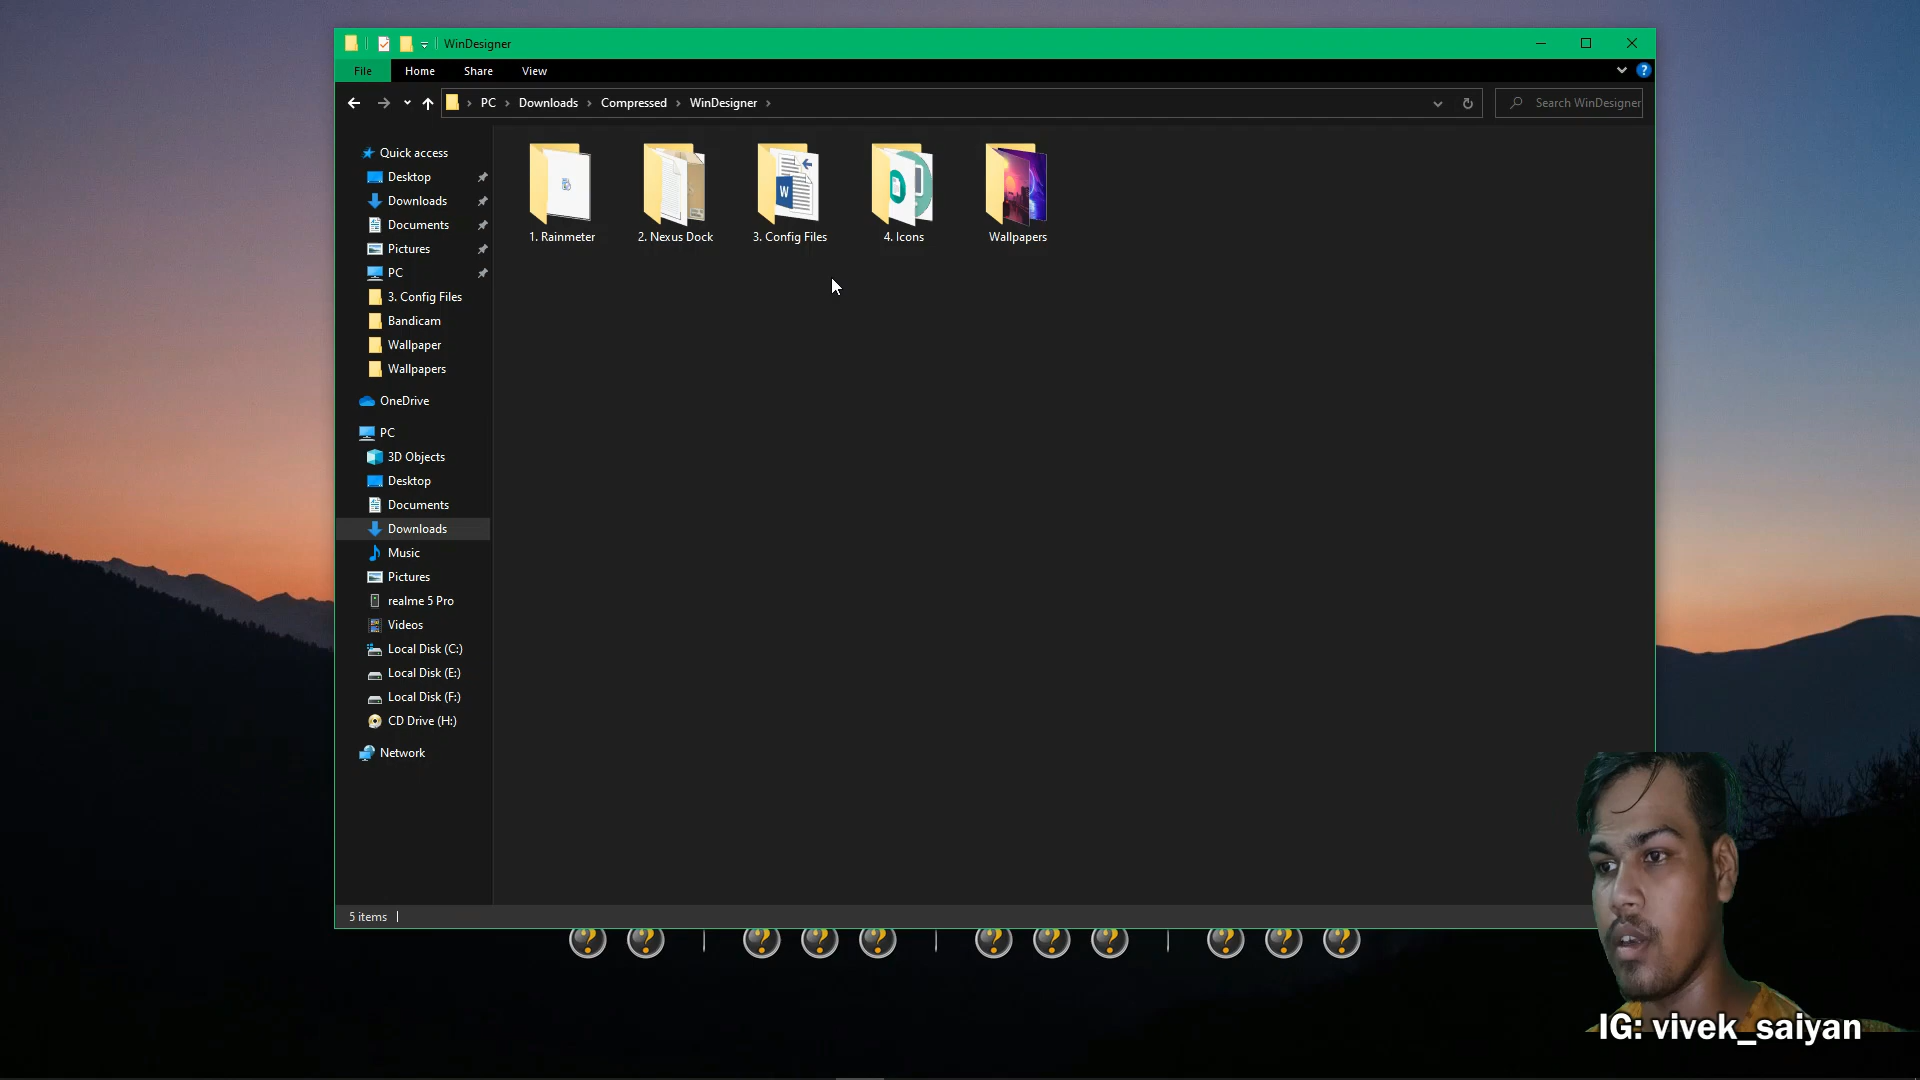 WinDesigner
File Home Share View
PC Downloads Compressed WinDesigner
Search WinDesigner
Quick access
Desktop
Downloads
Documents
Pictures
PC
3. Config Files
Bandicam
Wallpaper
Wallpapers
OneDrive
PC
3D Objects
Desktop
Documents
Downloads
Music
Pictures
realme 5 Pro
Videos
Local Disk (C:)
Local Disk (E:)
Local Disk (F:)
CD Drive (H:)
Network
1. Rainmeter
2. Nexus Dock
3. Config Files
4. Icons
Wallpapers
W
5 items
? ? ? ? ? ? ? ? ? ? ?
IG: vivek_saiyan